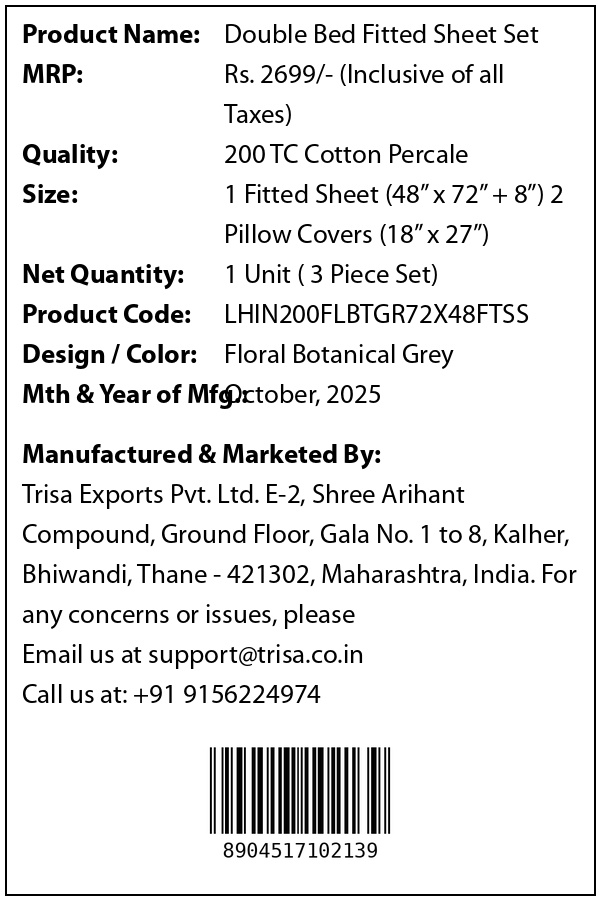 Product Name: Double Bed Fitted Sheet Set
MRP: Rs. 2699/- (Inclusive of all
Taxes)
Quality: 200 TC Cotton Percale
Size: 1 Fitted Sheet (48” x 72” + 8”) 2
Pillow Covers (18” x 27”)
Net Quantity: 1 Unit ( 3 Piece Set)
Product Code: LHIN200FLBTGR72X48FTSS
Design / Color: Floral Botanical Grey
Mth & Year of Mfg.: October, 2025
Manufactured & Marketed By:
Trisa Exports Pvt. Ltd. E-2, Shree Arihant
Compound, Ground Floor, Gala No. 1 to 8, Kalher,
Bhiwandi, Thane - 421302, Maharashtra, India. For
any concerns or issues, please
Email us at support@trisa.co.in
Call us at: +91 9156224974
8904517102139